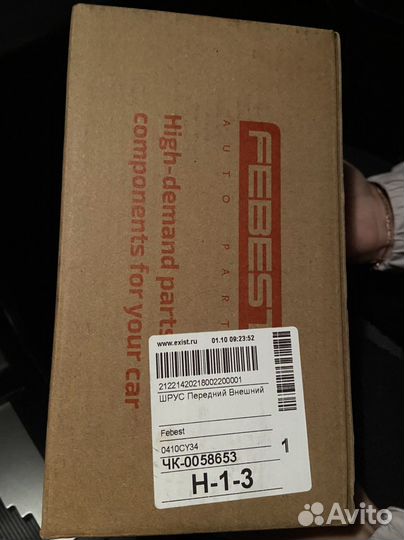 FEBEST
AUTO PARTS
High-demand parts
components for your car
www.exist.ru 01.10 09:23:52
21221420218002200001
ШРУС Передний Внешний
Febest
0410CY34
ЧК-0058653
1
Н-1-3
Avito